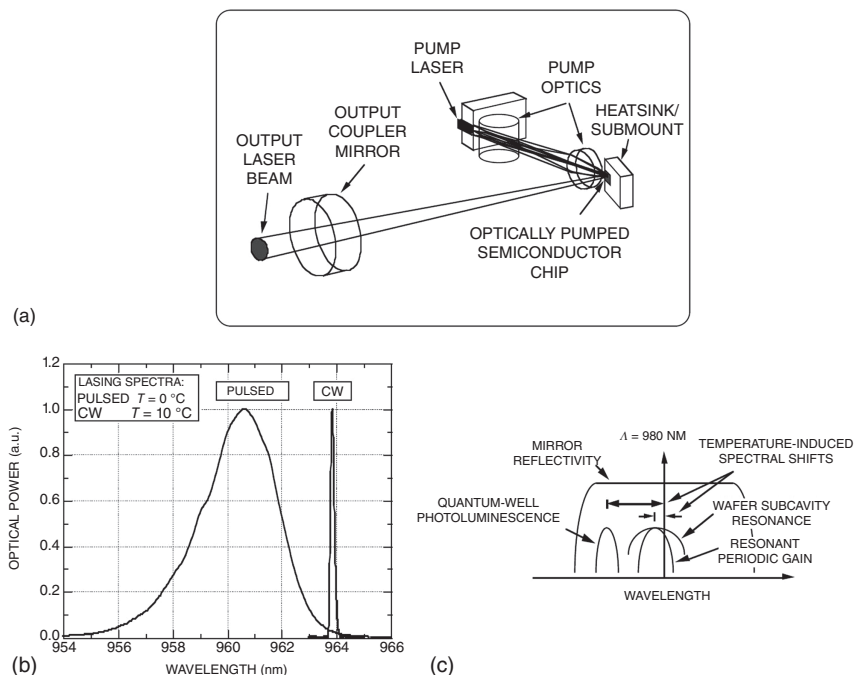 PUMP
LASER
PUMP
OPTICS
OUTPUT
COUPLER
MIRROR
HEATSINK/
SUBMOUNT
OUTPUT
LASER
BEAM
OPTICALLY PUMPED
SEMICONDUCTOR
CHIP
(a)
1.2
1.0
0.8
0.6
0.4
0.2
0.0
OPTICAL POWER (a.u.)
LASING SPECTRA:
PULSED T = 0 °C
CW T = 10 °C
PULSED
CW
954 956 958 960 962 964 966
WAVELENGTH (nm)
(b)
Λ = 980 NM
MIRROR
REFLECTIVITY
TEMPERATURE-INDUCED
SPECTRAL SHIFTS
QUANTUM-WELL
PHOTOLUMINESCENCE
WAFER SUBCAVITY
RESONANCE
RESONANT
PERIODIC GAIN
WAVELENGTH
(c)